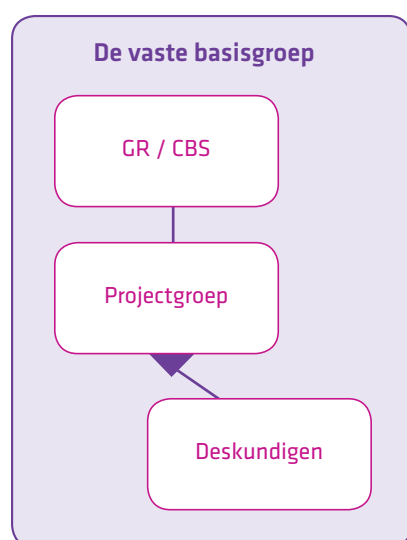 De vaste basisgroep
GR / CBS
Projectgroep
Deskundigen